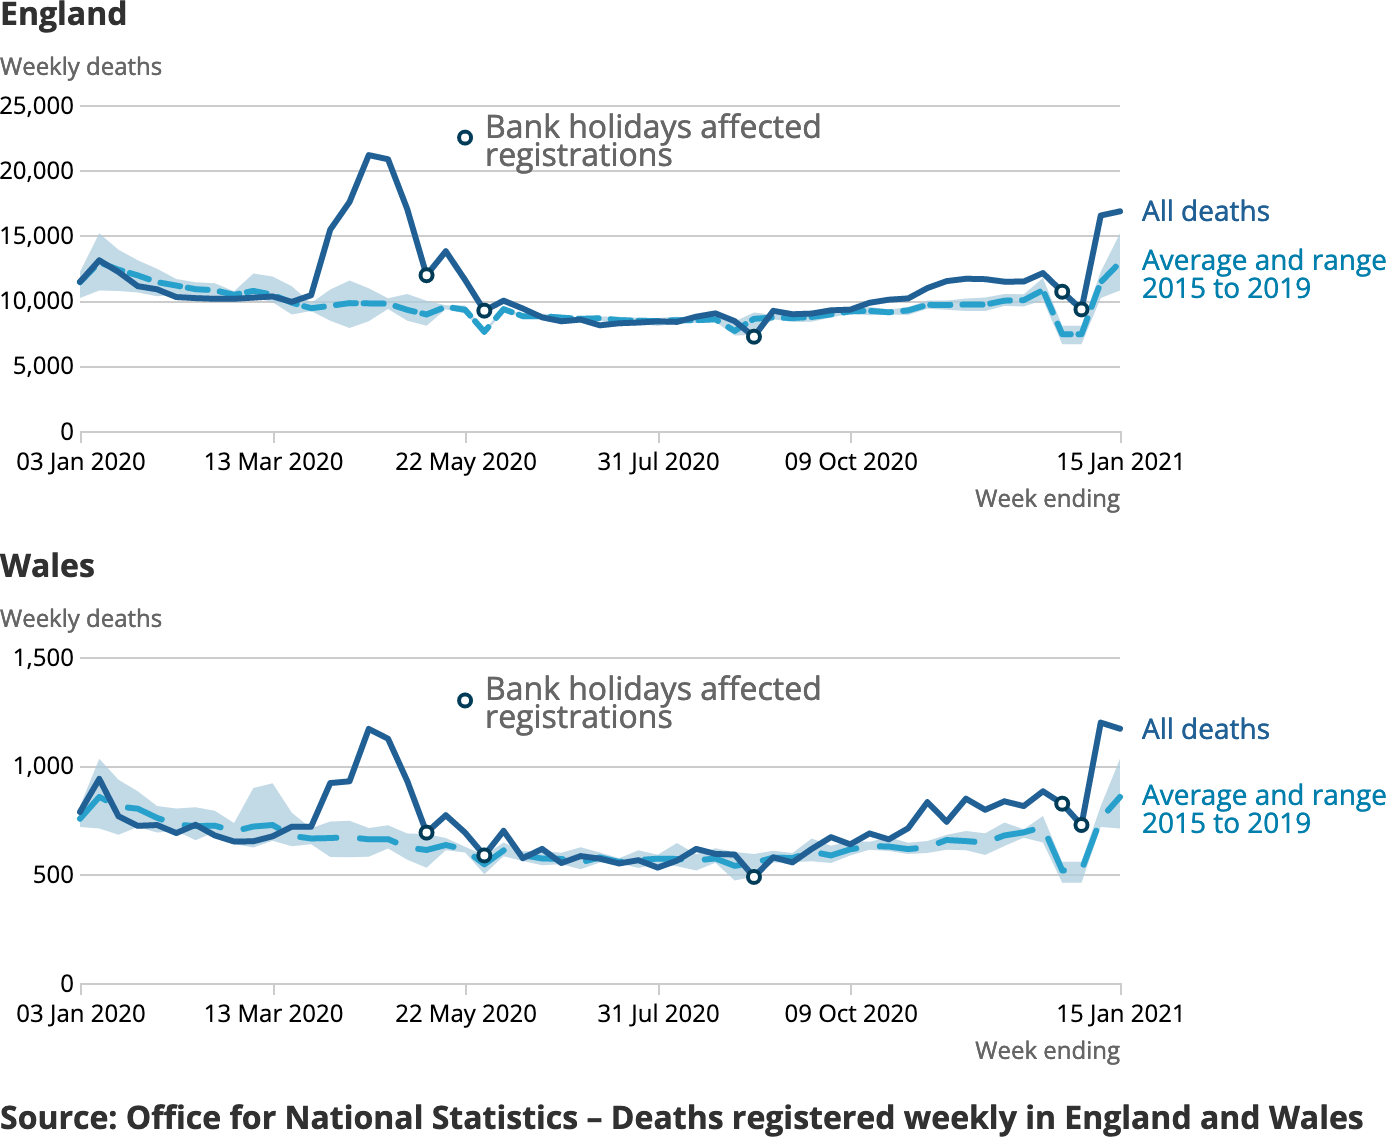 England
Weekly deaths
25,000
Bank holidays affected
registrations
20,000
All deaths
15,000
Average and range
2015 to 2019
10,000
5,000
0
03 Jan 2020 13 Mar 2020 22 May 2020 31 Jul 2020 09 Oct 2020 15 Jan 2021
Week ending
Wales
Weekly deaths
1,500
Bank holidays affected
registrations
All deaths
1,000
Average and range
2015 to 2019
500
0
03 Jan 2020 13 Mar 2020 22 May 2020 31 Jul 2020 09 Oct 2020 15 Jan 2021
Week ending
Source: Office for National Statistics – Deaths registered weekly in England and Wales